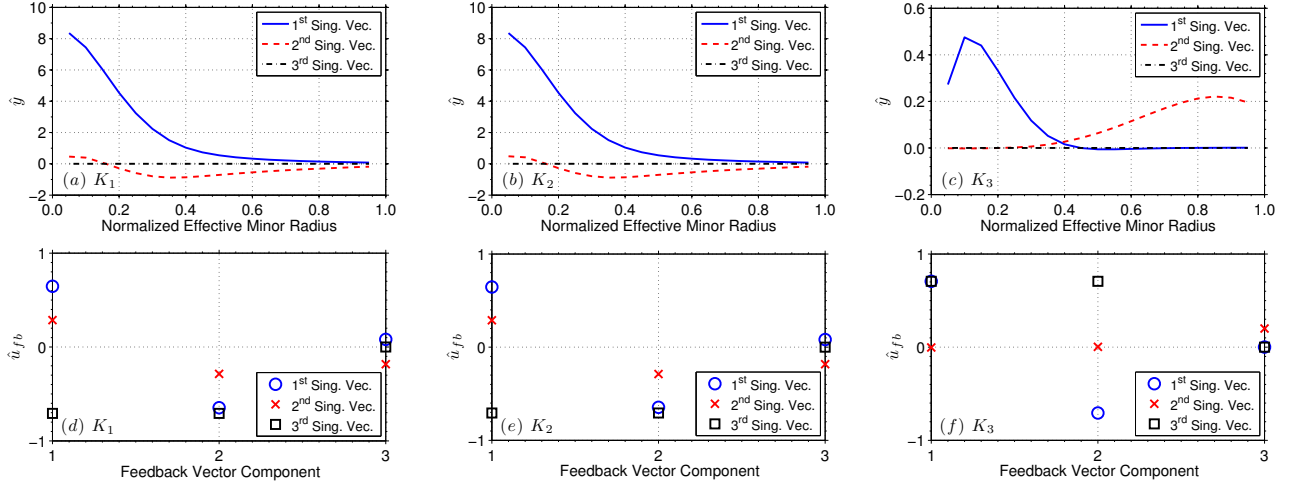 10
8
6
4
2
0
−2
ŷ
1st Sing. Vec.
2nd Sing. Vec.
3rd Sing. Vec.
(a) K1
0.0 0.2 0.4 0.6 0.8 1.0
Normalized Effective Minor Radius
10
8
6
4
2
0
−2
ŷ
1st Sing. Vec.
2nd Sing. Vec.
3rd Sing. Vec.
(b) K2
0.0 0.2 0.4 0.6 0.8 1.0
Normalized Effective Minor Radius
0.6
0.4
0.2
0.0
−0.2
ŷ
1st Sing. Vec.
2nd Sing. Vec.
3rd Sing. Vec.
(c) K3
0.0 0.2 0.4 0.6 0.8 1.0
Normalized Effective Minor Radius
1
0
−1
ûfb
1st Sing. Vec.
2nd Sing. Vec.
3rd Sing. Vec.
(d) K1
1 2 3
Feedback Vector Component
1
0
−1
ûfb
1st Sing. Vec.
2nd Sing. Vec.
3rd Sing. Vec.
(e) K2
1 2 3
Feedback Vector Component
1
0
−1
ûfb
1st Sing. Vec.
2nd Sing. Vec.
3rd Sing. Vec.
(f) K3
1 2 3
Feedback Vector Component